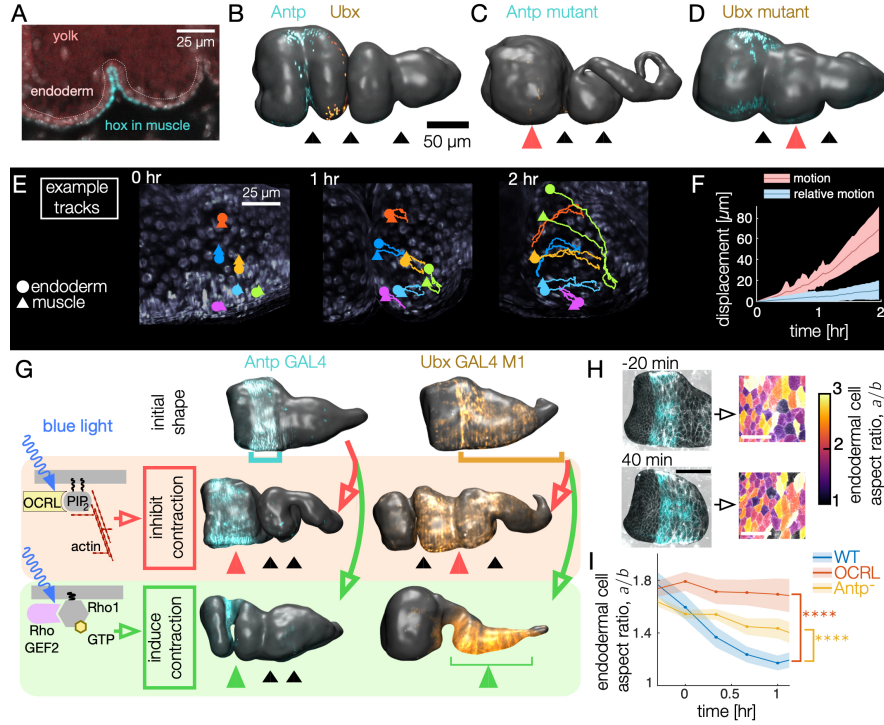 A
yolk
25 µm
endoderm
hox in muscle
B
Antp Ubx
50 µm
C
Antp mutant
D
Ubx mutant
E
example
tracks
0 hr
25 µm
1 hr
2 hr
endoderm
muscle
F
motion
relative motion
displacement [µm]
80
60
40
20
0
0
1
2
time [hr]
G
Antp GAL4
Ubx GAL4 M1
initial
shape
blue light
OCRL
PIP2
actin
inhibit
contraction
Rho1
Rho
GEF2
GTP
induce
contraction
H
-20 min
40 min
3
2
1
endodermal cell
aspect ratio, a/b
I
WT
OCRL
Antp⁻
endodermal cell
aspect ratio, a/b
1.8
1.4
1
0
0.5
1
time [hr]
****
****